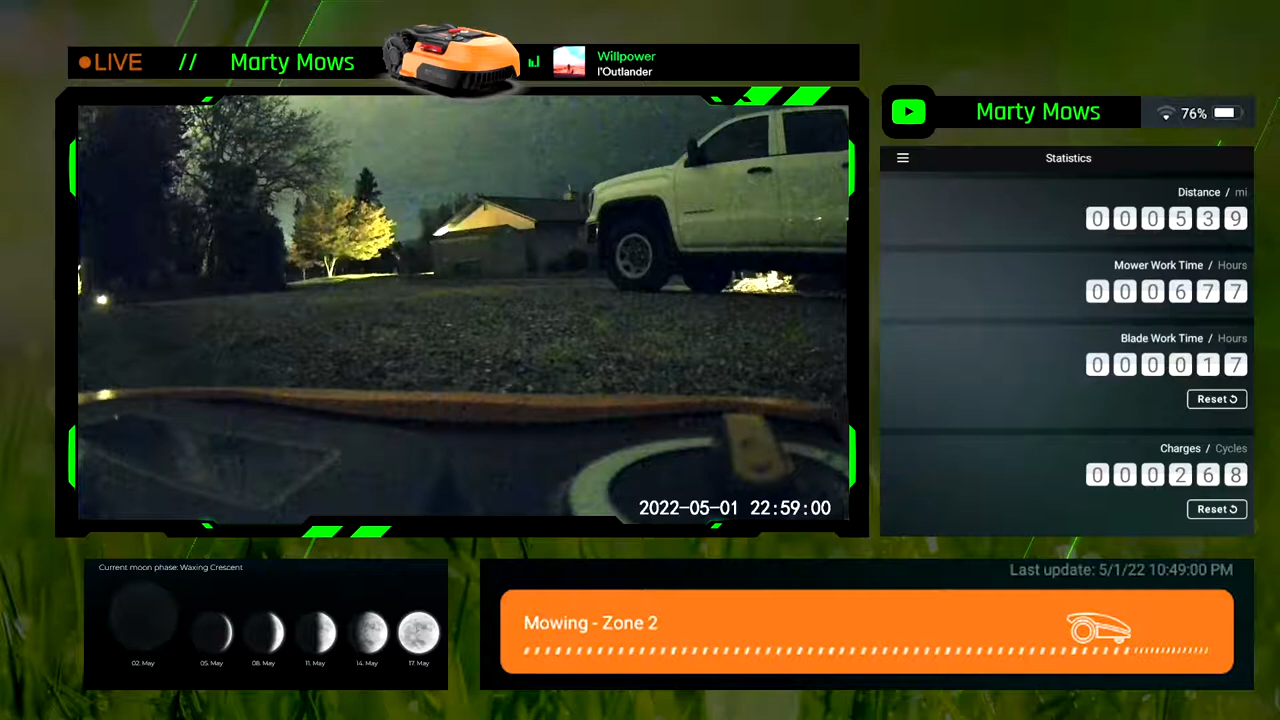 LIVE // Marty Mows
Willpower
l'Outlander
Marty Mows
76%
Statistics
Distance / mi
000539
Mower Work Time / Hours
000677
Blade Work Time / Hours
000017
Reset
Charges / Cycles
000268
Reset
2022-05-01 22:59:00
Current moon phase: Waxing Crescent
02. May 05. May 08. May 11. May 14. May 17. May
Last update: 5/1/22 10:49:00 PM
Mowing - Zone 2